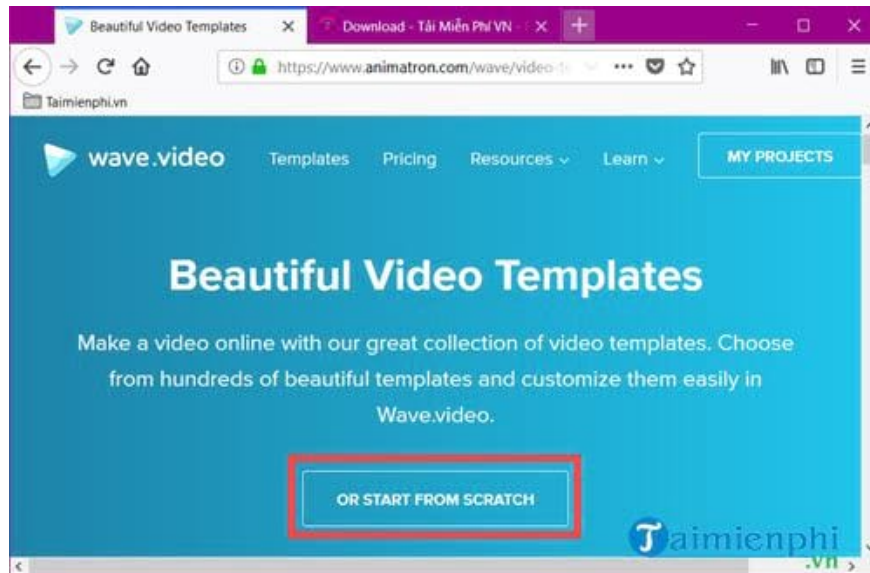 Beautiful Video Templates
Download - Tải Miễn Phí VN -
https://www.animatron.com/wave/video-te
Taimienphi.vn
wave.video Templates Pricing Resources Learn MY PROJECTS
Beautiful Video Templates
Make a video online with our great collection of video templates. Choose
from hundreds of beautiful templates and customize them easily in
Wave.video.
OR START FROM SCRATCH
Taimienphi
.vn